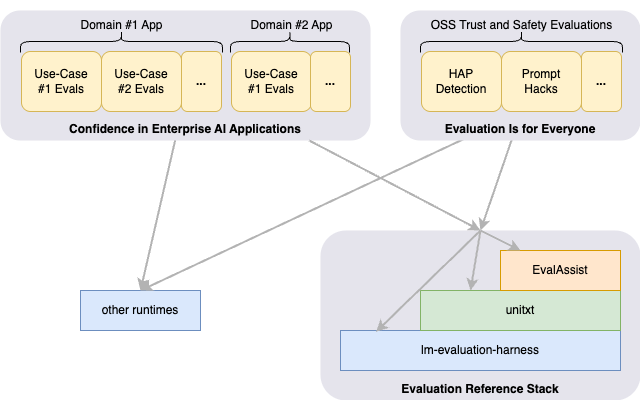 Domain #1 App
Use-Case
#1 Evals
Use-Case
#2 Evals
...
Domain #2 App
Use-Case
#1 Evals
...
Confidence in Enterprise AI Applications
OSS Trust and Safety Evaluations
HAP
Detection
Prompt
Hacks
...
Evaluation Is for Everyone
other runtimes
EvalAssist
unitxt
lm-evaluation-harness
Evaluation Reference Stack